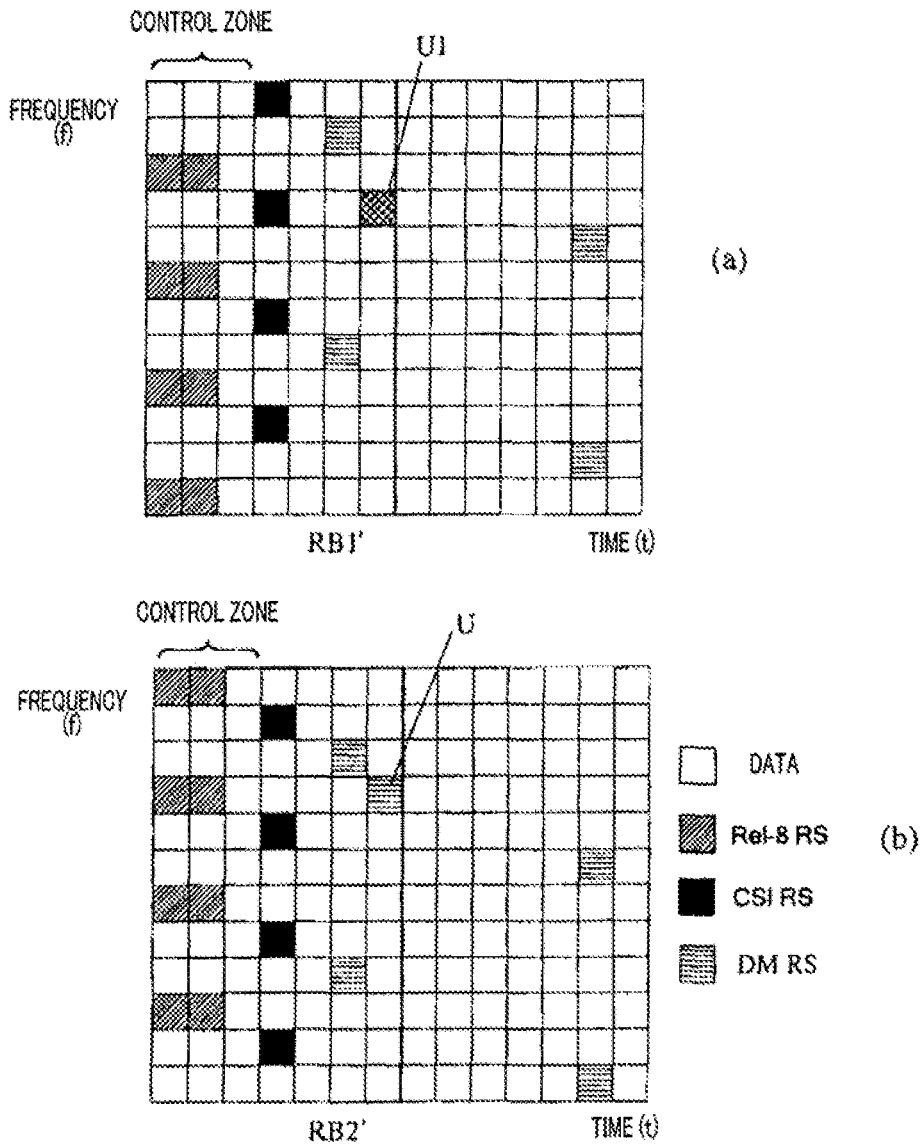 CONTROL ZONE
U1
FREQUENCY
(f)
(a)
RB1'
TIME (t)
CONTROL ZONE
U
FREQUENCY
(f)
DATA
Rel-8 RS
(b)
CSI RS
DM RS
RB2'
TIME (t)